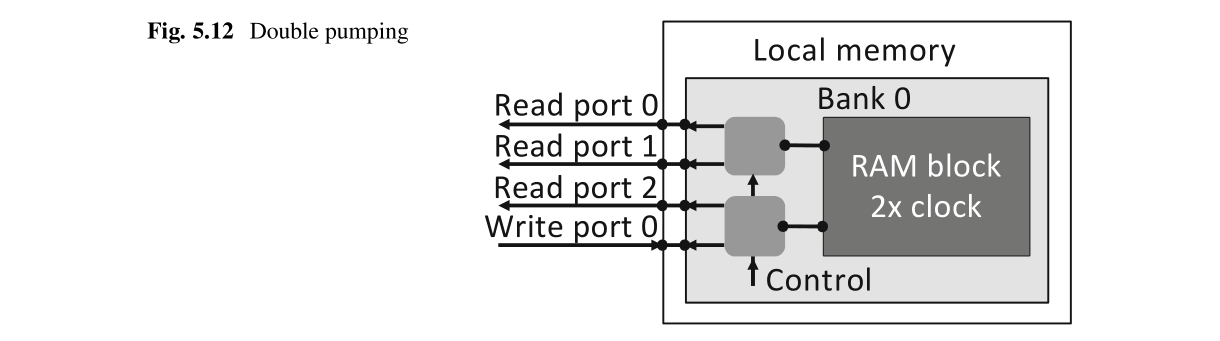 Fig. 5.12 Double pumping
Local memory
Bank 0
Read port 0
Read port 1
Read port 2
Write port 0
RAM block
2x clock
Control